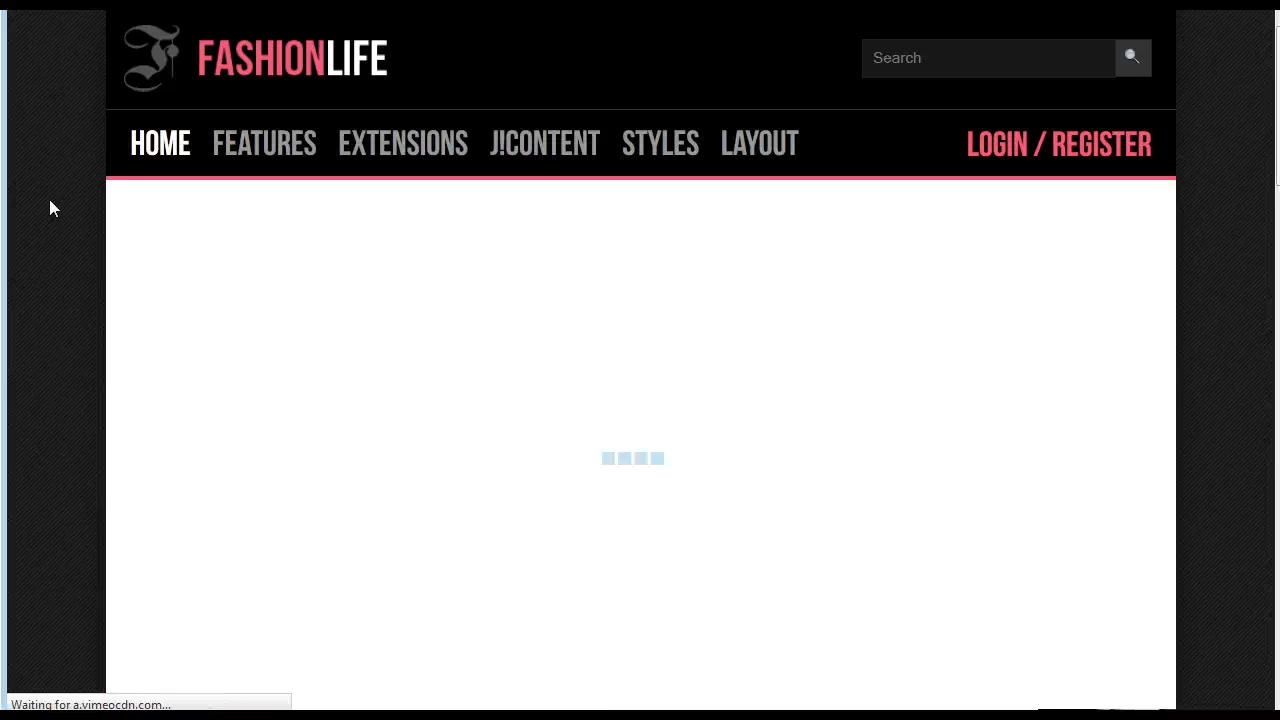 FASHIONLIFE
Search
HOME FEATURES EXTENSIONS J!CONTENT STYLES LAYOUT LOGIN / REGISTER
Waiting for a.vimeocdn.com...